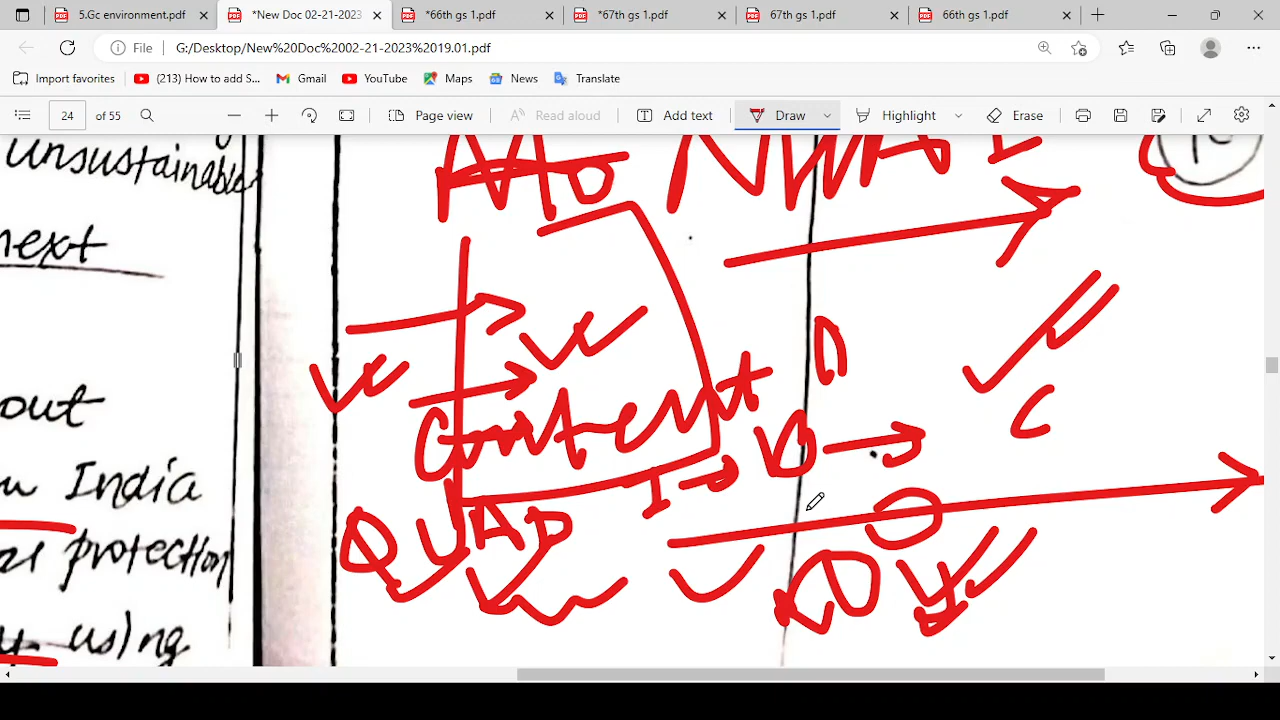 5.Gc environment.pdf
*New Doc 02-21-2023
*66th gs 1.pdf
*67th gs 1.pdf
67th gs 1.pdf
66th gs 1.pdf
File
G:/Desktop/New%20Doc%2002-21-2023%2019.01.pdf
Import favorites
(213) How to add S...
Gmail
YouTube
Maps
News
Translate
24 of 55
Page view
Read aloud
Add text
Draw
Highlight
Erase
unsustainable
next
out
India
protection
using
Content
B
C
I
QUAD